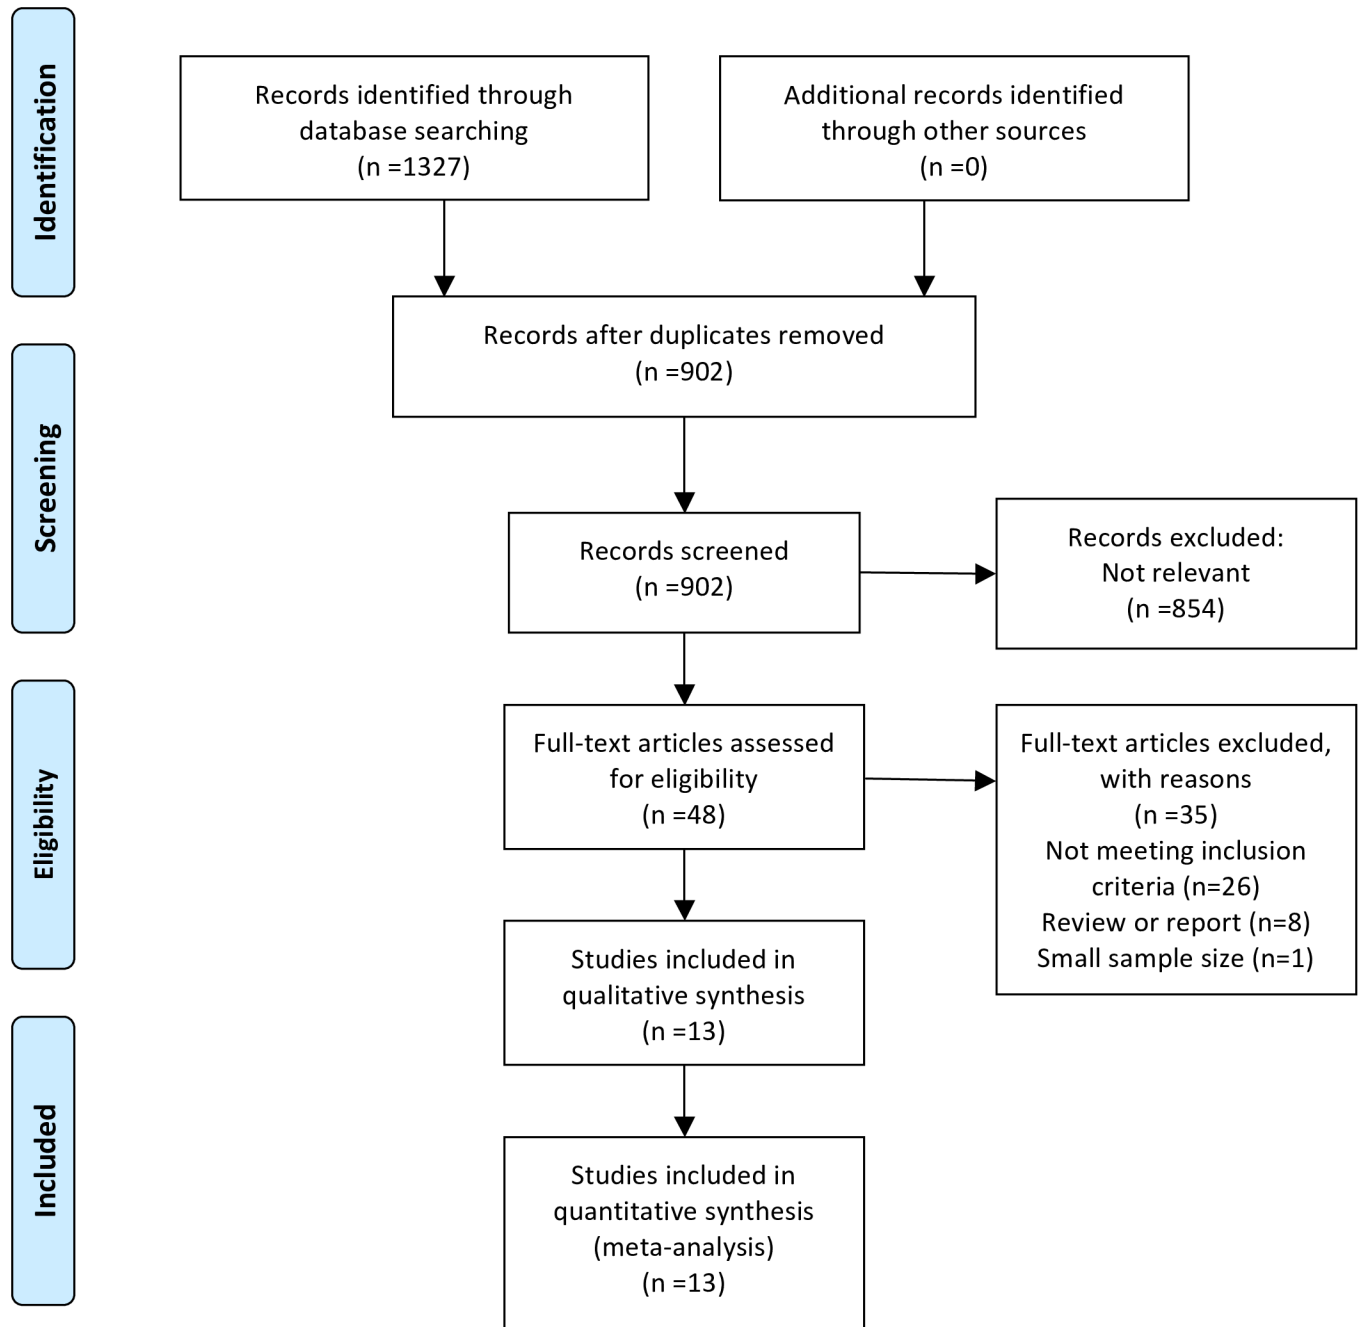 Identification
Records identified through
database searching
(n =1327)
Additional records identified
through other sources
(n =0)
Records after duplicates removed
(n =902)
Screening
Records screened
(n =902)
Records excluded:
Not relevant
(n =854)
Eligibility
Full-text articles assessed
for eligibility
(n =48)
Full-text articles excluded,
with reasons
(n =35)
Not meeting inclusion
criteria (n=26)
Review or report (n=8)
Small sample size (n=1)
Studies included in
qualitative synthesis
(n =13)
Included
Studies included in
quantitative synthesis
(meta-analysis)
(n =13)